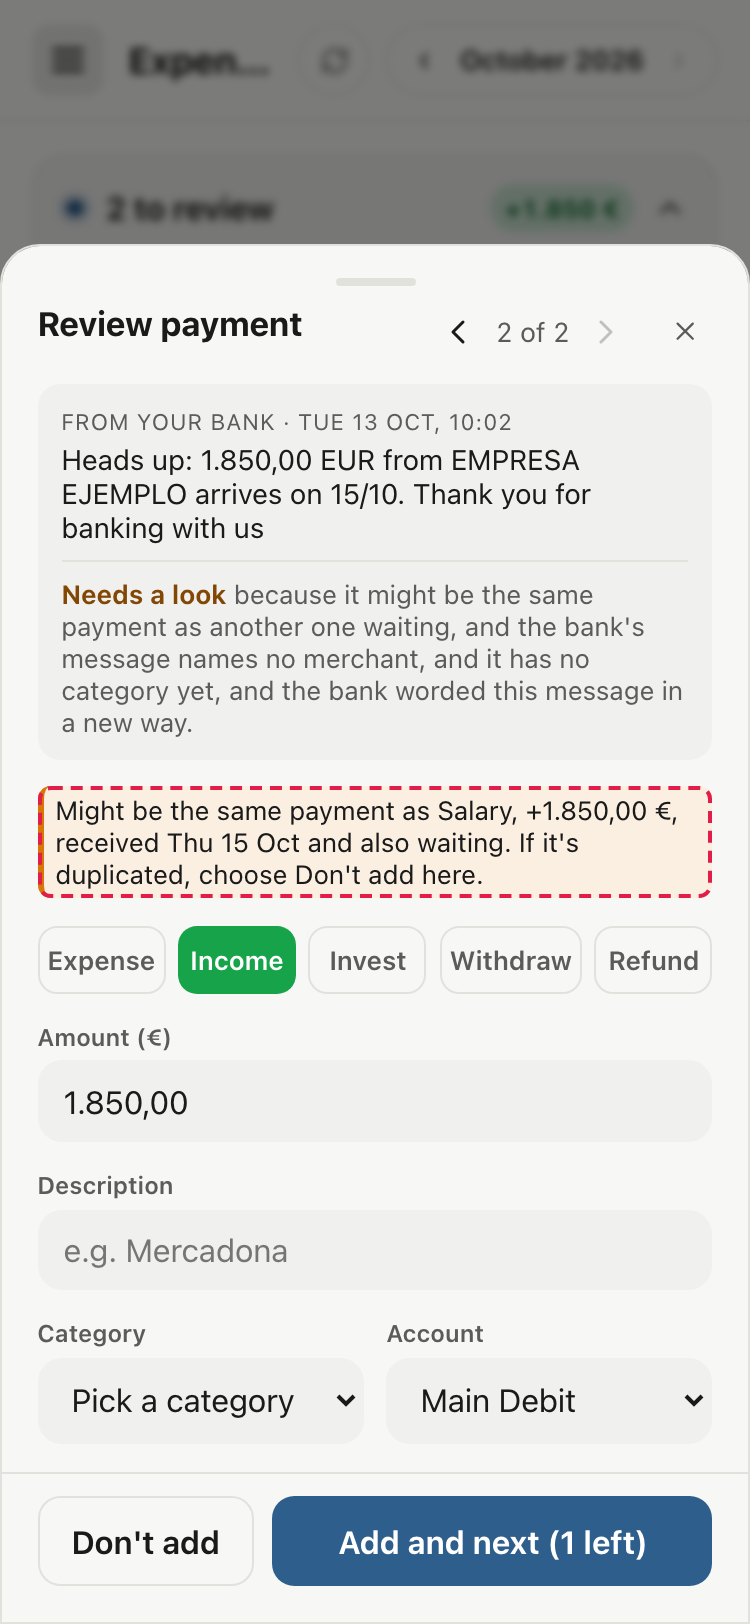 Expen...
October 2026
2 to review
+1.850 €
Review payment
2 of 2
FROM YOUR BANK · TUE 13 OCT, 10:02
Heads up: 1.850,00 EUR from EMPRESA
EJEMPLO arrives on 15/10. Thank you for
banking with us
Needs a look because it might be the same
payment as another one waiting, and the bank's
message names no merchant, and it has no
category yet, and the bank worded this message in
a new way.
Might be the same payment as Salary, +1.850,00 €,
received Thu 15 Oct and also waiting. If it's
duplicated, choose Don't add here.
Expense
Income
Invest
Withdraw
Refund
Amount (€)
1.850,00
Description
e.g. Mercadona
Category
Account
Pick a category
Main Debit
Don't add
Add and next (1 left)